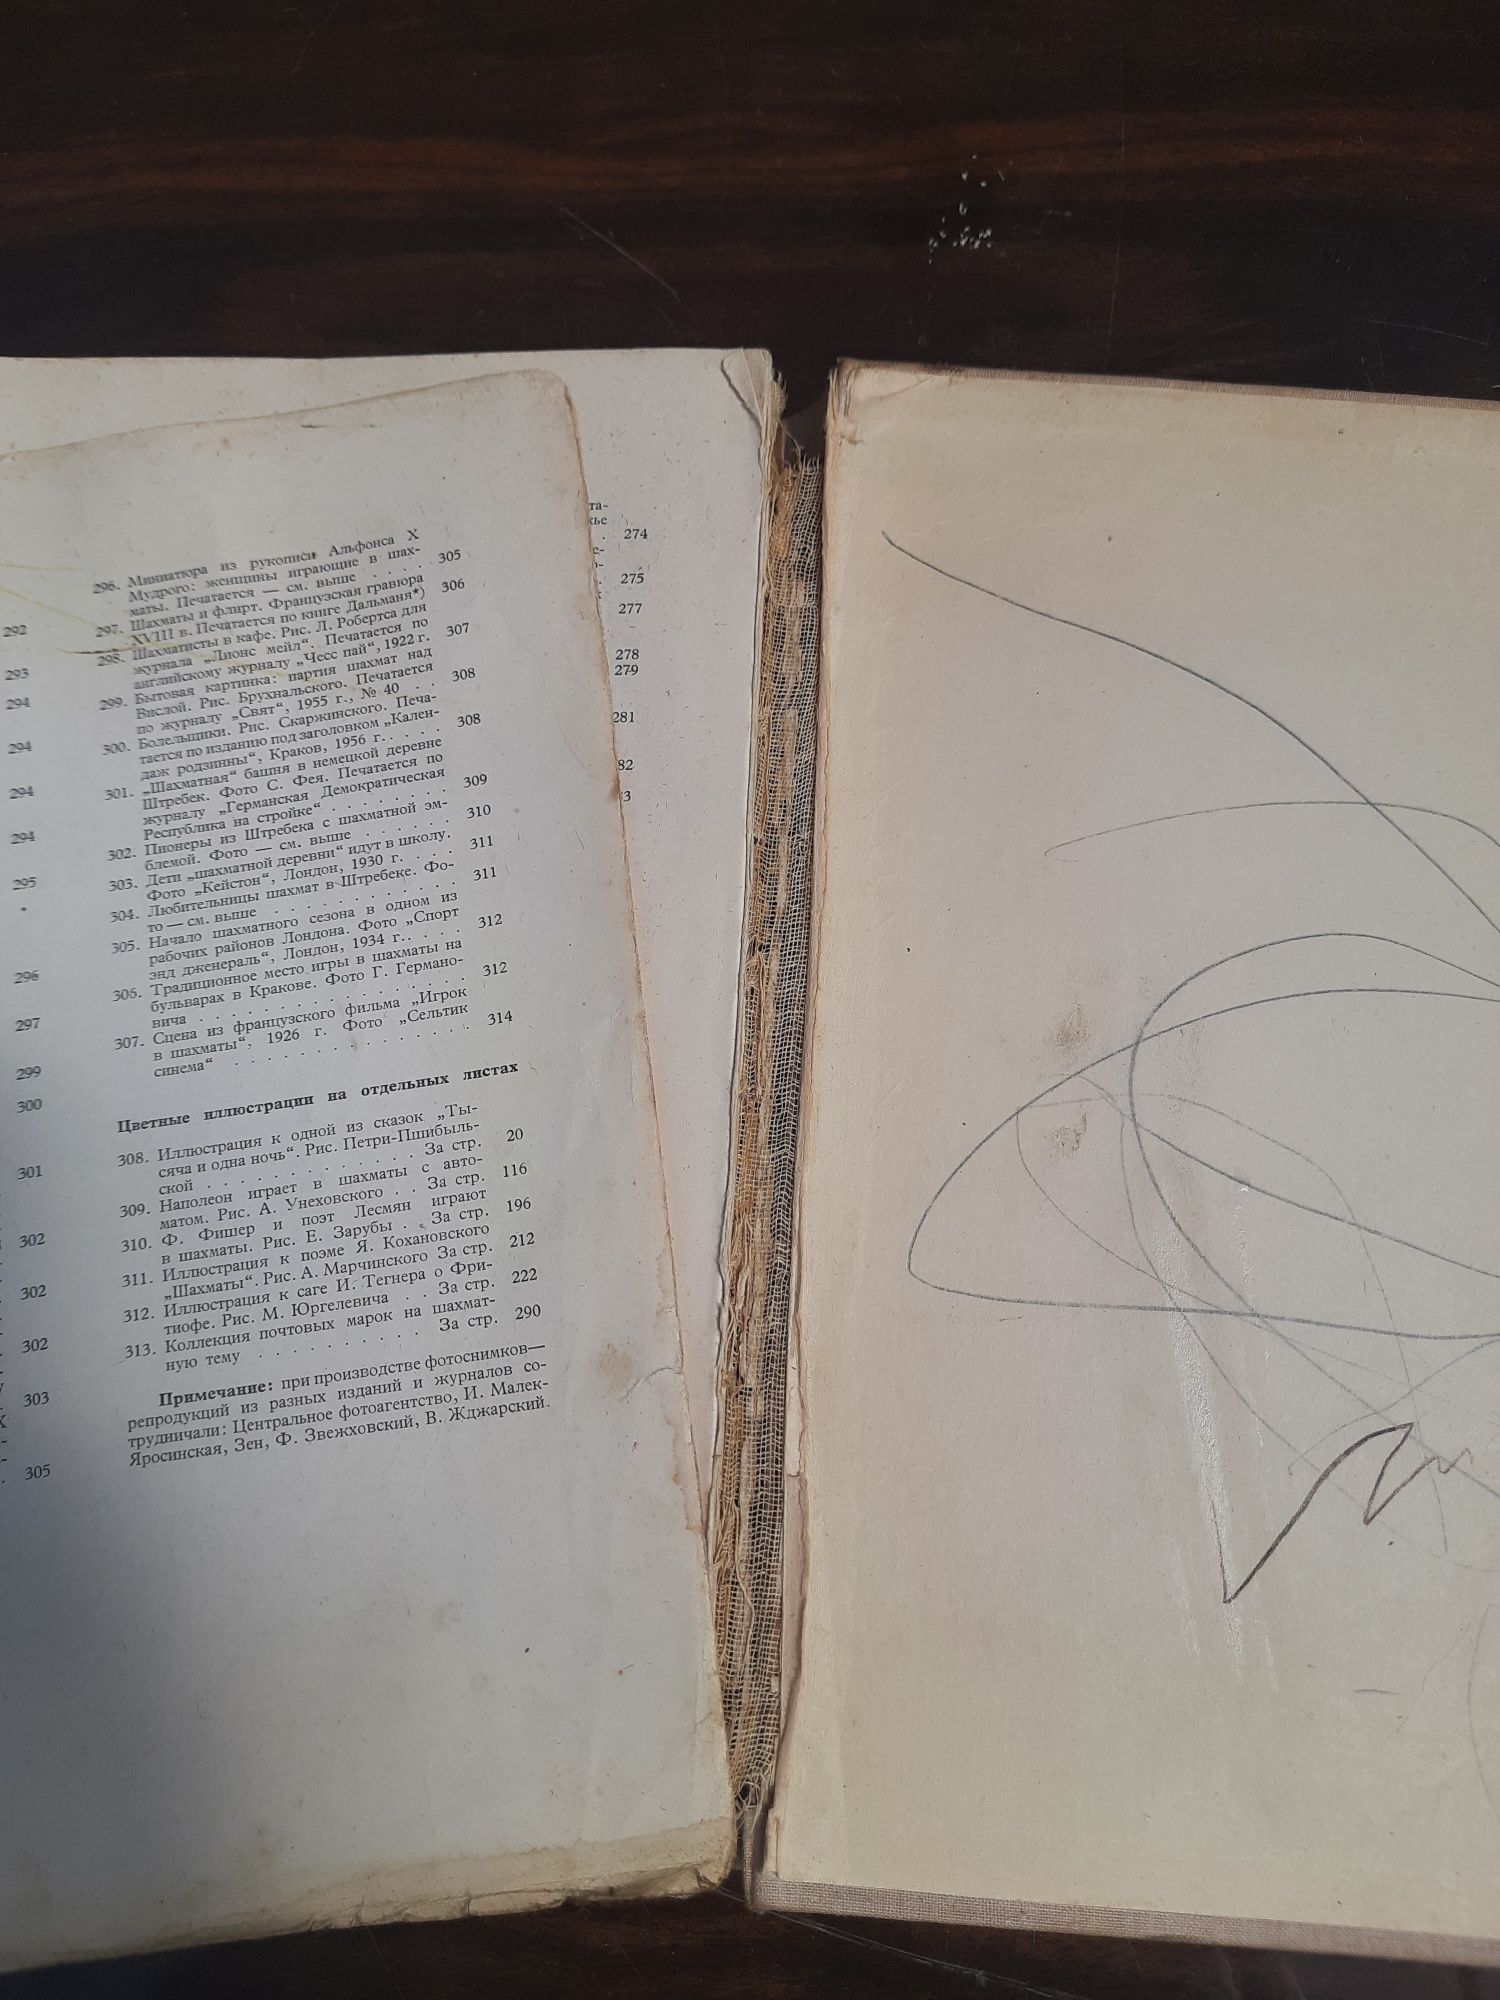 292
293
294
294
294
294
295
296
297
299
300
301
302
302
302
303
305
296. Миниатюра из рукописи Альфонса X
Мудрого: женщины играющие в шах-
маты. Печатается — см. выше . . . . 305
297. Шахматы и флирт. Французская гравюра
XVIII в. Печатается по книге Дальманя*) 306
298. Шахматисты в кафе. Рис. Л. Робертса для
журнала „Лионс мейл“. Печатается по
английскому журналу „Чесс пай“, 1922 г. 307
299. Бытовая картинка: партия шахмат над
Вислой. Рис. Брухнальского. Печатается
по журналу „Свят“, 1955 г., № 40 . . 308
300. Болельщики. Рис. Скаржинского. Печа-
тается по изданию под заголовком „Кален-
даж родзинны“, Краков, 1956 г. . . . . 308
301. „Шахматная“ башня в немецкой деревне
Штребек. Фото С. Фея. Печатается по
журналу „Германская Демократическая
Республика на стройке“ . . . . . . . . 309
302. Пионеры из Штребека с шахматной эм-
блемой. Фото — см. выше . . . . . . 310
303. Дети „шахматной деревни“ идут в школу.
Фото „Кейстон“, Лондон, 1930 г. . . . 311
304. Любительницы шахмат в Штребеке. Фо-
то — см. выше . . . . . . . . . . 311
305. Начало шахматного сезона в одном из
рабочих районов Лондона. Фото „Спорт
энд дженераль“, Лондон, 1934 г. . . . . 312
306. Традиционное место игры в шахматы на
бульварах в Кракове. Фото Г. Германо-
вича . . . . . . . . . . . . . . 312
307. Сцена из французского фильма „Игрок
в шахматы“, 1926 г. Фото „Сельтик
синема“ . . . . . . . . . . . . . 314
Цветные иллюстрации на отдельных листах
308. Иллюстрация к одной из сказок „Ты-
сяча и одна ночь“. Рис. Петри-Пшибыль-
ской . . . . . . . . . . . За стр. 20
309. Наполеон играет в шахматы с авто-
матом. Рис. А. Унеховского . . За стр. 116
310. Ф. Фишер и поэт Лесмян играют
в шахматы. Рис. Е. Зарубы . . За стр. 196
311. Иллюстрация к поэме Я. Кохановского
„Шахматы“. Рис. А. Марчинского За стр. 212
312. Иллюстрация к саге И. Тегнера о Фри-
тиофе. Рис. М. Юргелевича . . За стр. 222
313. Коллекция почтовых марок на шахмат-
ную тему . . . . . . . . . За стр. 290
Примечание: при производстве фотоснимков—
репродукций из разных изданий и журналов со-
трудничали: Центральное фотоагентство, И. Малек-
Яросинская, Зен, Ф. Звежховский, В. Жджарский.
274
275
277
278
279
281